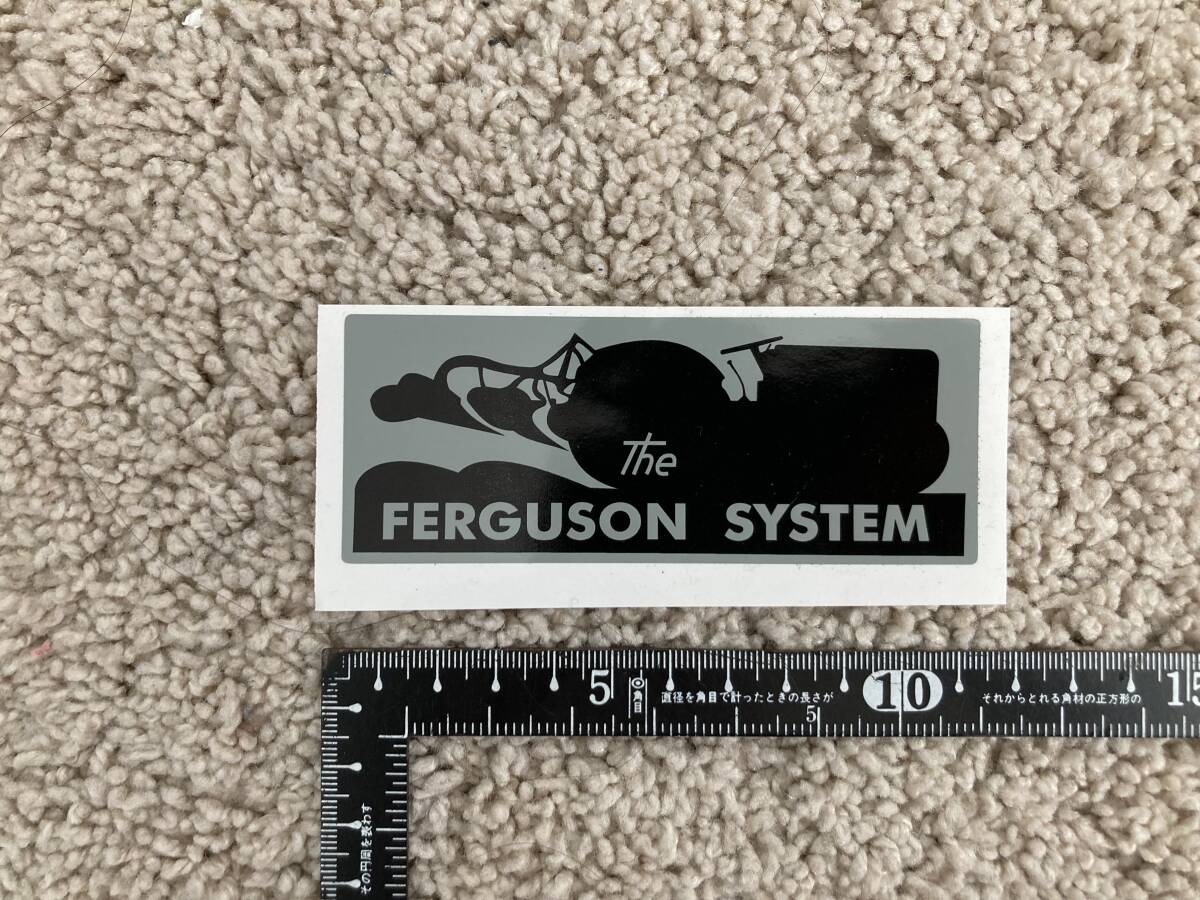 The
FERGUSON SYSTEM
5
角目
直径を角目で計ったときの長さが
5
10
それからとれる角材の正方形の
15
その円周を表わす